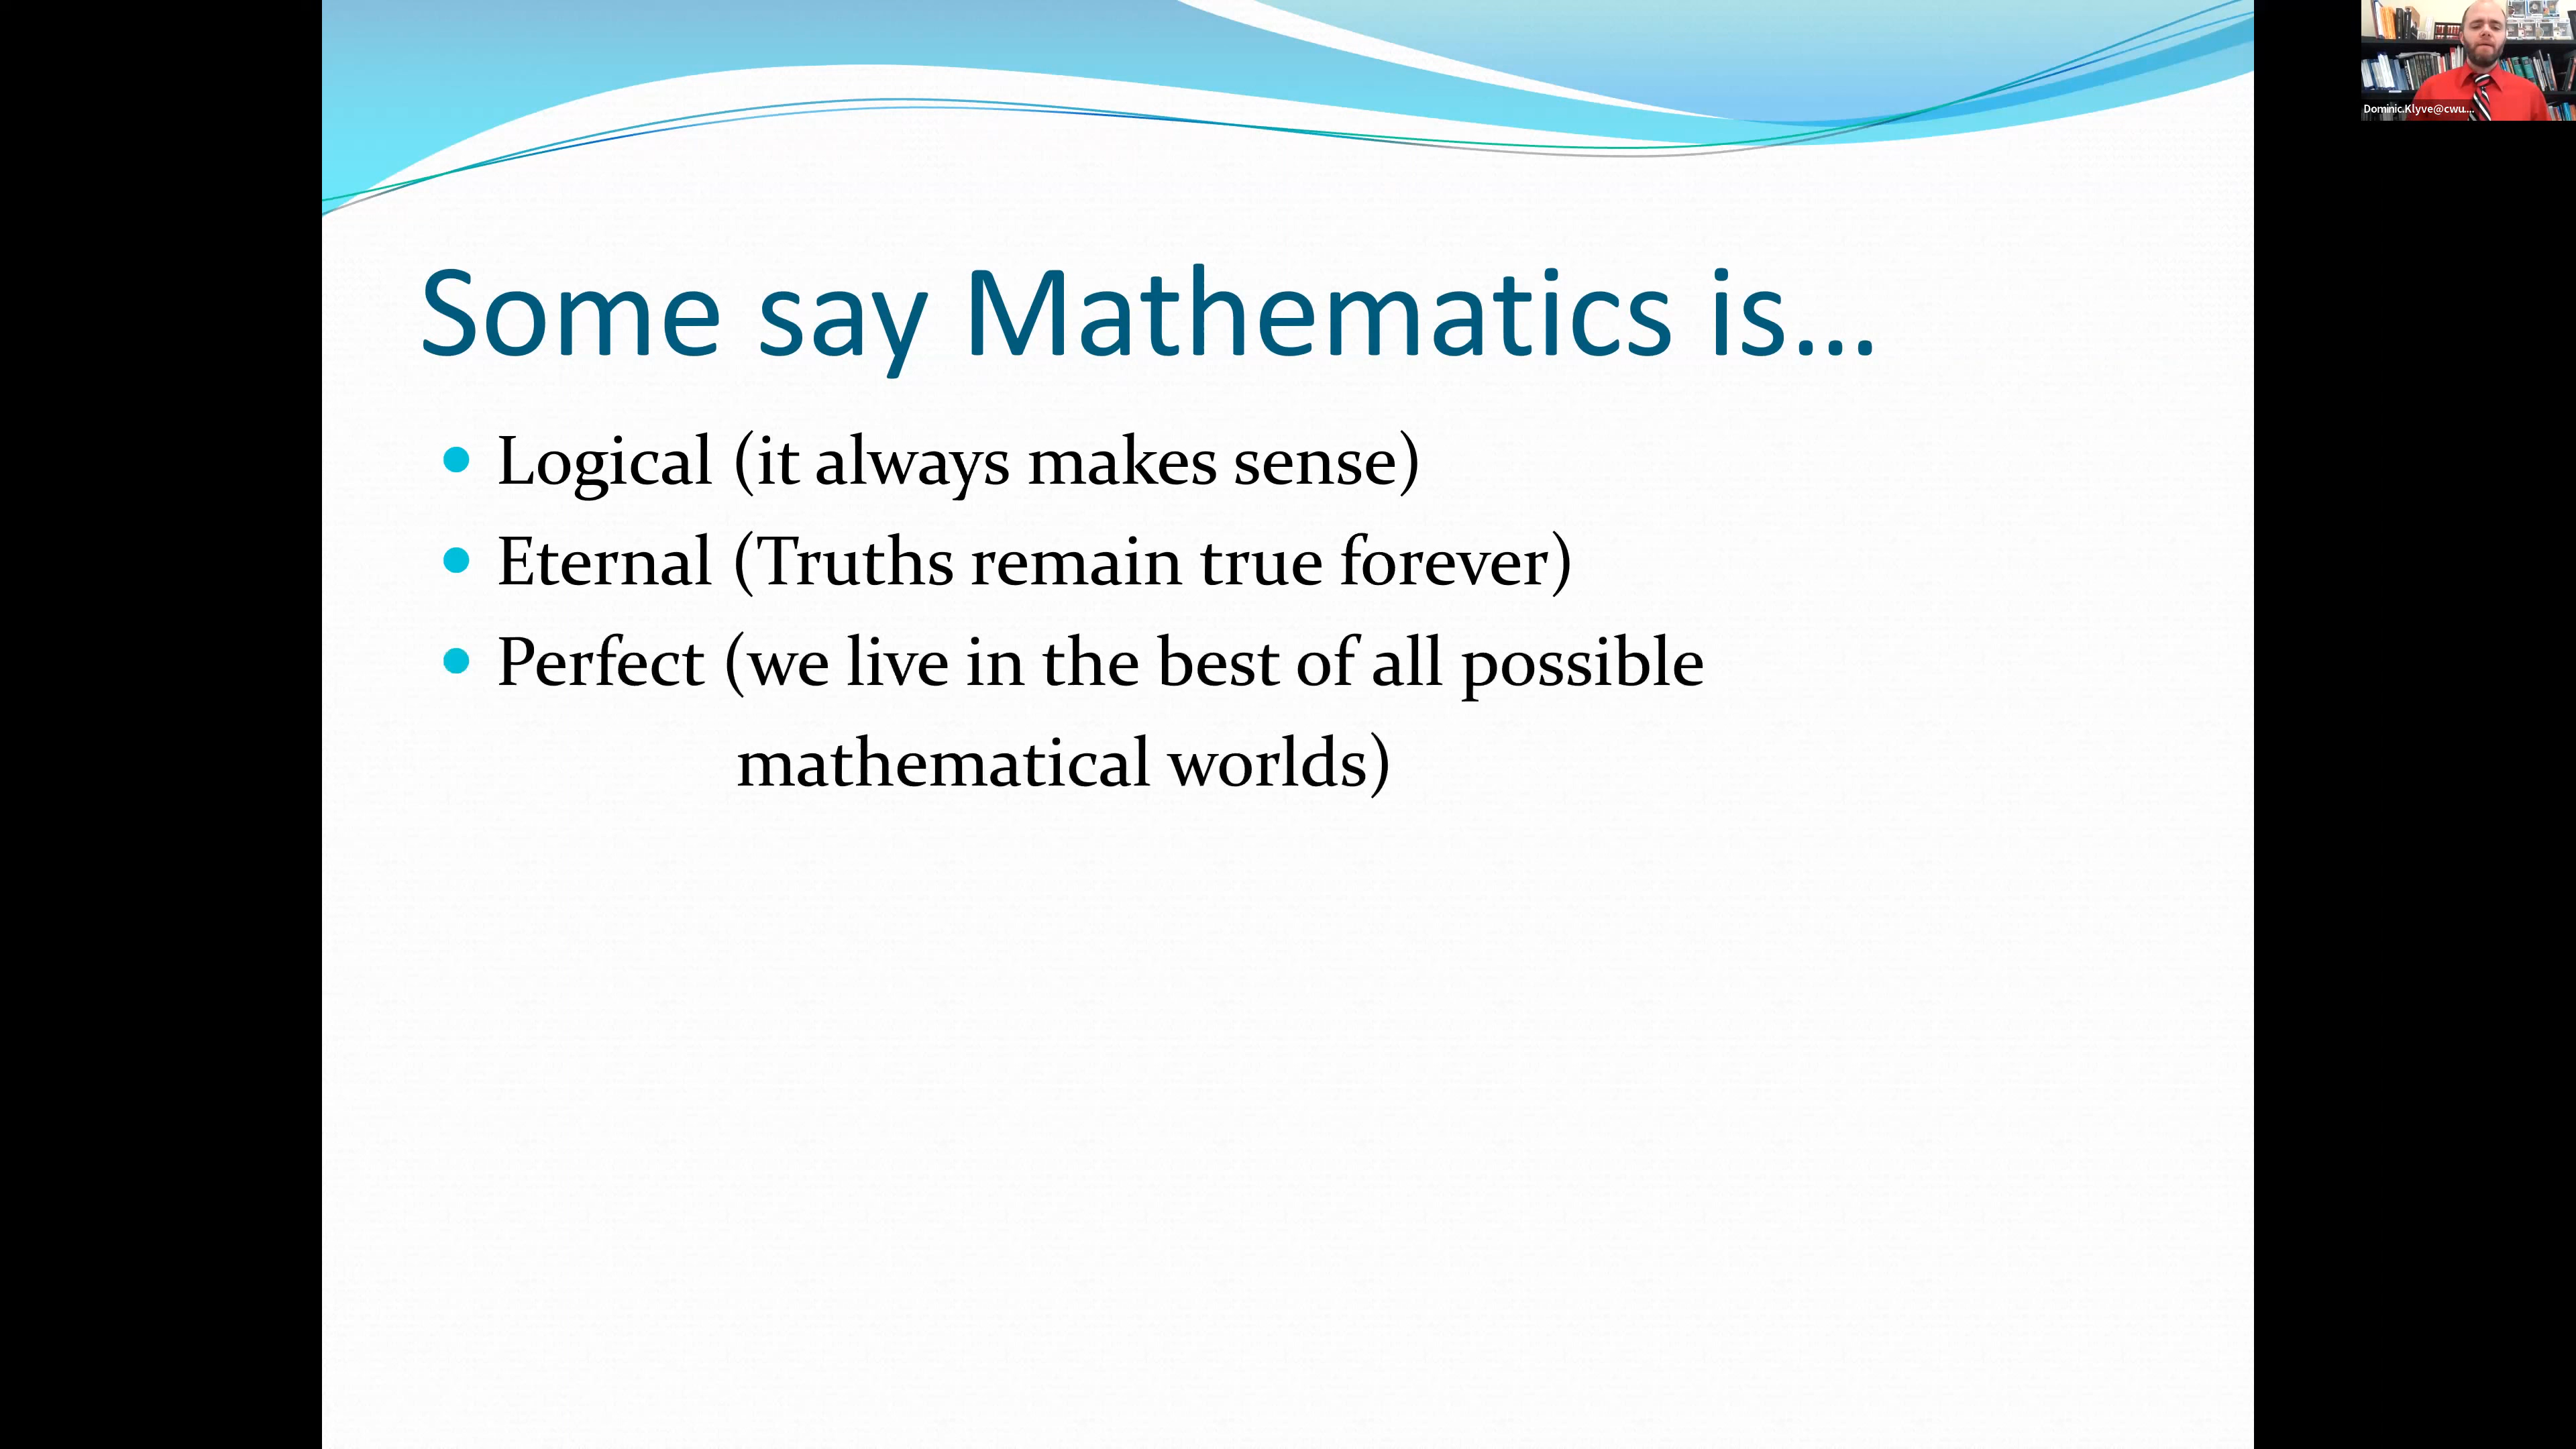 Dominic.Klyve@cwu....
Some say Mathematics is...
Logical (it always makes sense)
Eternal (Truths remain true forever)
Perfect (we live in the best of all possible
mathematical worlds)